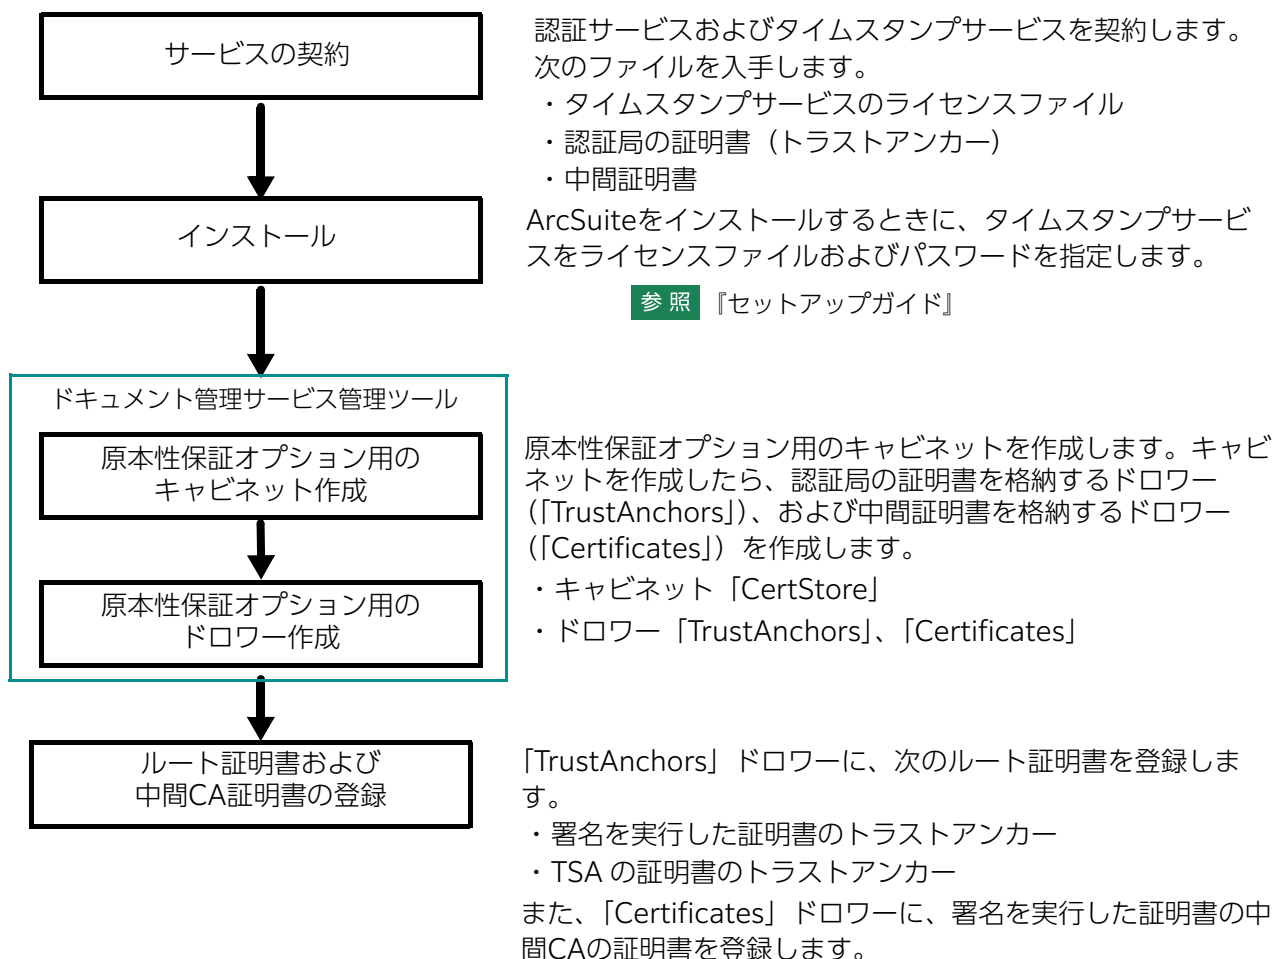 サービスの契約
認証サービスおよびタイムスタンプサービスを契約します。
次のファイルを入手します。
・タイムスタンプサービスのライセンスファイル
・認証局の証明書（トラストアンカー）
・中間証明書
インストール
ArcSuiteをインストールするときに、タイムスタンプサービ
スをライセンスファイルおよびパスワードを指定します。
参 照 『セットアップガイド』
ドキュメント管理サービス管理ツール
原本性保証オプション用の
キャビネット作成
原本性保証オプション用の
ドロワー作成
原本性保証オプション用のキャビネットを作成します。キャビ
ネットを作成したら、認証局の証明書を格納するドロワー
（「TrustAnchors」）、および中間証明書を格納するドロワー
（「Certificates」）を作成します。
・キャビネット「CertStore」
・ドロワー「TrustAnchors」、「Certificates」
ルート証明書および
中間CA証明書の登録
「TrustAnchors」ドロワーに、次のルート証明書を登録しま
す。
・署名を実行した証明書のトラストアンカー
・TSA の証明書のトラストアンカー
また、「Certificates」ドロワーに、署名を実行した証明書の中
間CAの証明書を登録します。